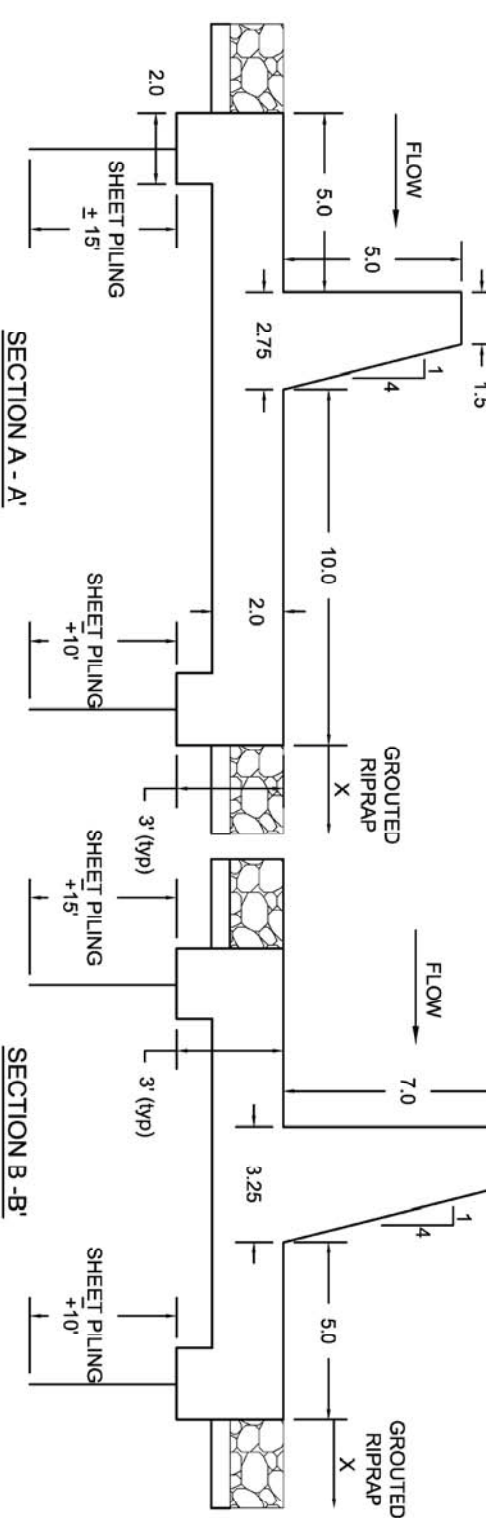 FLOW
5.0
5.0
1.5
1
4
2.75
10.0
2.0
2.0
GROUTED
RIPRAP
X
3' (typ)
SHEET PILING
± 15'
SHEET PILING
±10'
SECTION A - A'
FLOW
7.0
1
4
3.25
5.0
GROUTED
RIPRAP
X
3' (typ)
SHEET PILING
±15'
SHEET PILING
±10'
SECTION B -B'